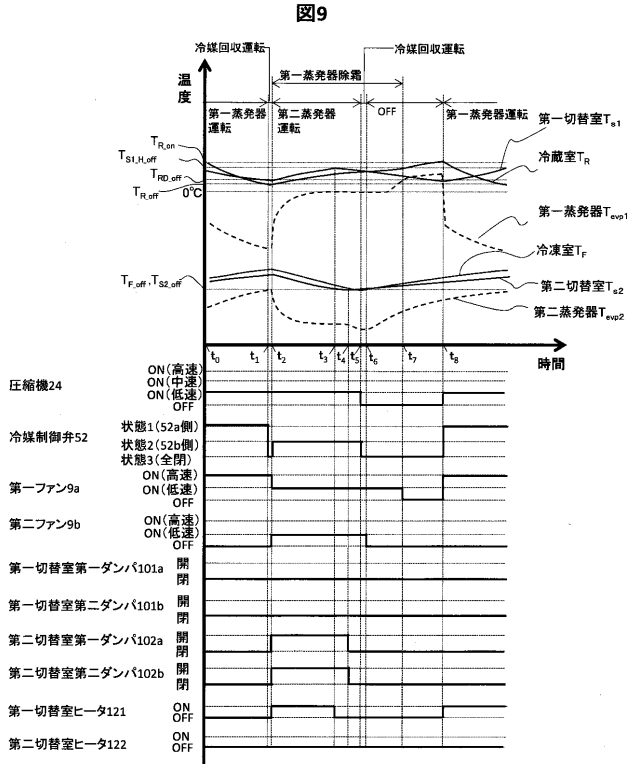 図9
冷媒回収運転
冷媒回収運転
第一蒸発器除霜
温度
第一蒸発器運転
第二蒸発器運転
OFF
第一蒸発器運転
第一切替室Ts1
冷蔵室TR
第一蒸発器Tevp1
冷凍室TF
第二切替室Ts2
第二蒸発器Tevp2
TR_on
TS1_H_off
TRD_off
TR_off
0℃
TF_off , TS2_off
t0 t1 t2 t3 t4 t5 t6 t7 t8
時間
圧縮機24
ON(高速)
ON(中速)
ON(低速)
OFF
冷媒制御弁52
状態1(52a側)
状態2(52b側)
状態3(全閉)
第一ファン9a
ON(高速)
ON(低速)
OFF
第二ファン9b
ON(高速)
ON(低速)
OFF
第一切替室第一ダンパ101a
開
閉
第一切替室第二ダンパ101b
開
閉
第二切替室第一ダンパ102a
開
閉
第二切替室第二ダンパ102b
開
閉
第一切替室ヒータ121
ON
OFF
第二切替室ヒータ122
ON
OFF